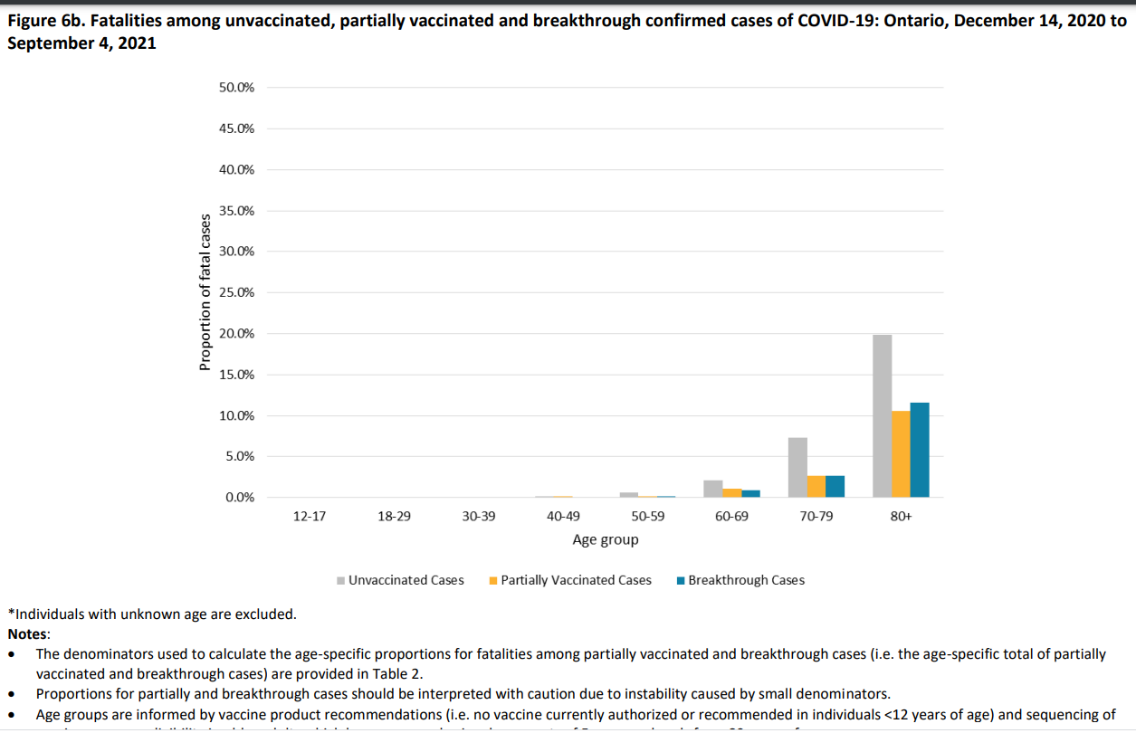 Figure 6b. Fatalities among unvaccinated, partially vaccinated and breakthrough confirmed cases of COVID-19: Ontario, December 14, 2020 to
September 4, 2021
50.0%
45.0%
40.0%
35.0%
30.0%
25.0%
20.0%
15.0%
10.0%
5.0%
0.0%
Proportion of fatal cases
12-17 18-29 30-39 40-49 50-59 60-69 70-79 80+
Age group
Unvaccinated Cases Partially Vaccinated Cases Breakthrough Cases
*Individuals with unknown age are excluded.
Notes:
• The denominators used to calculate the age-specific proportions for fatalities among partially vaccinated and breakthrough cases (i.e. the age-specific total of partially
vaccinated and breakthrough cases) are provided in Table 2.
• Proportions for partially and breakthrough cases should be interpreted with caution due to instability caused by small denominators.
• Age groups are informed by vaccine product recommendations (i.e. no vaccine currently authorized or recommended in individuals <12 years of age) and sequencing of